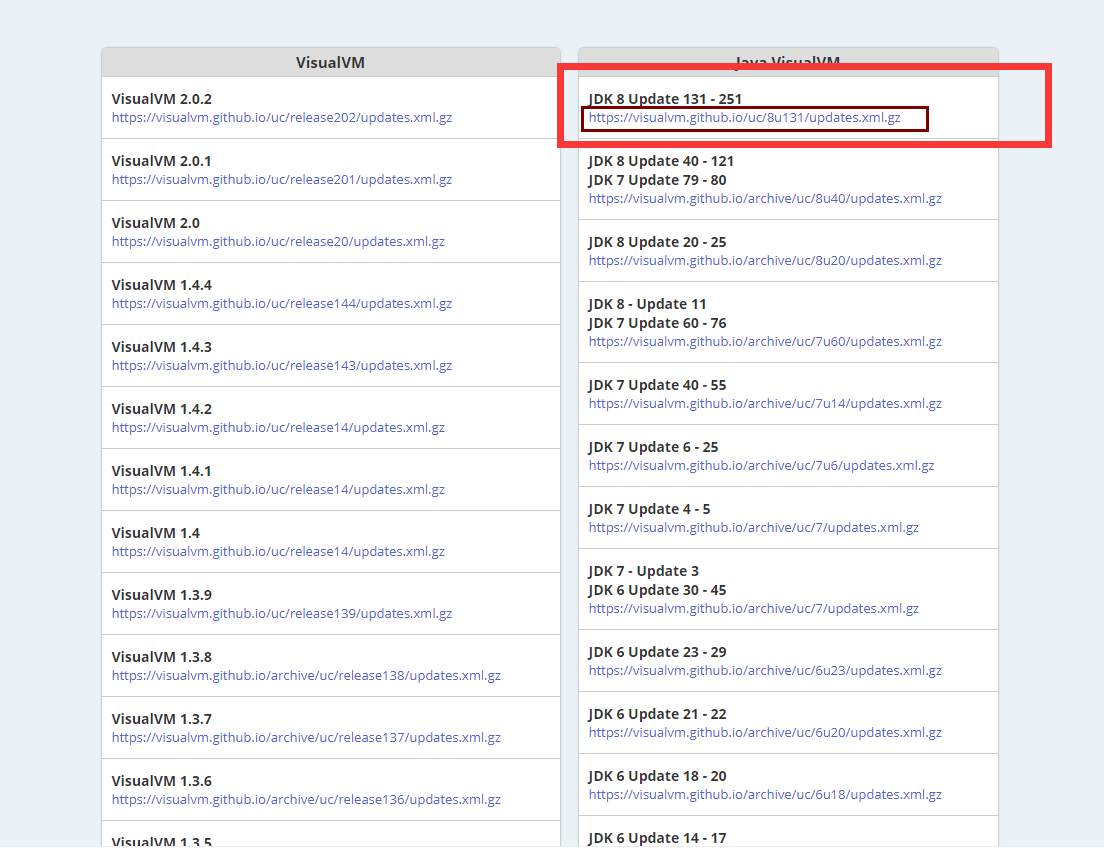 VisualVM
VisualVM 2.0.2
https://visualvm.github.io/uc/release202/updates.xml.gz
VisualVM 2.0.1
https://visualvm.github.io/uc/release201/updates.xml.gz
VisualVM 2.0
https://visualvm.github.io/uc/release20/updates.xml.gz
VisualVM 1.4.4
https://visualvm.github.io/uc/release144/updates.xml.gz
VisualVM 1.4.3
https://visualvm.github.io/uc/release143/updates.xml.gz
VisualVM 1.4.2
https://visualvm.github.io/uc/release14/updates.xml.gz
VisualVM 1.4.1
https://visualvm.github.io/uc/release14/updates.xml.gz
VisualVM 1.4
https://visualvm.github.io/uc/release14/updates.xml.gz
VisualVM 1.3.9
https://visualvm.github.io/uc/release139/updates.xml.gz
VisualVM 1.3.8
https://visualvm.github.io/archive/uc/release138/updates.xml.gz
VisualVM 1.3.7
https://visualvm.github.io/archive/uc/release137/updates.xml.gz
VisualVM 1.3.6
https://visualvm.github.io/archive/uc/release136/updates.xml.gz
VisualVM 1.3.5
Java VisualVM
JDK 8 Update 131 - 251
https://visualvm.github.io/uc/8u131/updates.xml.gz
JDK 8 Update 40 - 121
JDK 7 Update 79 - 80
https://visualvm.github.io/archive/uc/8u40/updates.xml.gz
JDK 8 Update 20 - 25
https://visualvm.github.io/archive/uc/8u20/updates.xml.gz
JDK 8 - Update 11
JDK 7 Update 60 - 76
https://visualvm.github.io/archive/uc/7u60/updates.xml.gz
JDK 7 Update 40 - 55
https://visualvm.github.io/archive/uc/7u14/updates.xml.gz
JDK 7 Update 6 - 25
https://visualvm.github.io/archive/uc/7u6/updates.xml.gz
JDK 7 Update 4 - 5
https://visualvm.github.io/archive/uc/7/updates.xml.gz
JDK 7 - Update 3
JDK 6 Update 30 - 45
https://visualvm.github.io/archive/uc/7/updates.xml.gz
JDK 6 Update 23 - 29
https://visualvm.github.io/archive/uc/6u23/updates.xml.gz
JDK 6 Update 21 - 22
https://visualvm.github.io/archive/uc/6u20/updates.xml.gz
JDK 6 Update 18 - 20
https://visualvm.github.io/archive/uc/6u18/updates.xml.gz
JDK 6 Update 14 - 17